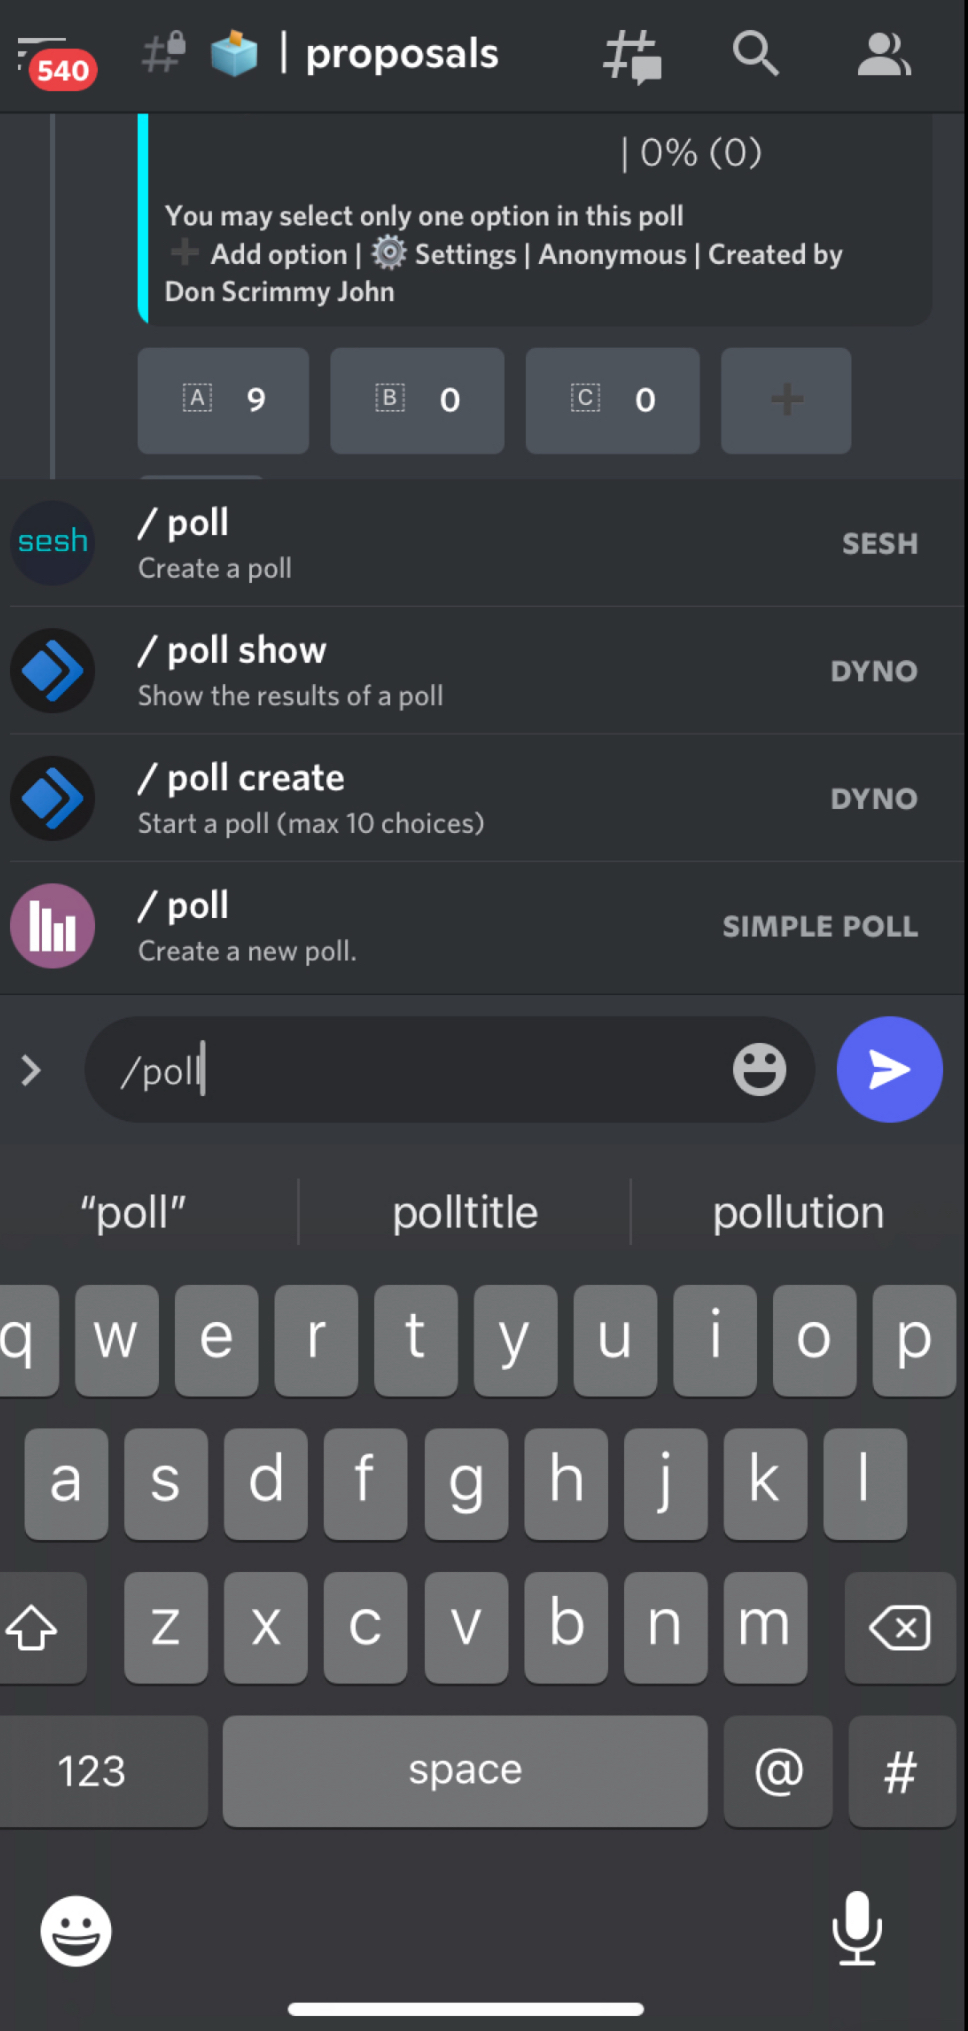 540
| proposals
| 0% (0)
You may select only one option in this poll
➕ Add option | ⚙️ Settings | Anonymous | Created by
Don Scrimmy John
A 9 B 0 C 0 ➕
sesh
/ poll
Create a poll
SESH
/ poll show
Show the results of a poll
DYNO
/ poll create
Start a poll (max 10 choices)
DYNO
/ poll
Create a new poll.
SIMPLE POLL
/poll
“poll” polltitle pollution
q w e r t y u i o p
a s d f g h j k l
z x c v b n m
123 space @ #